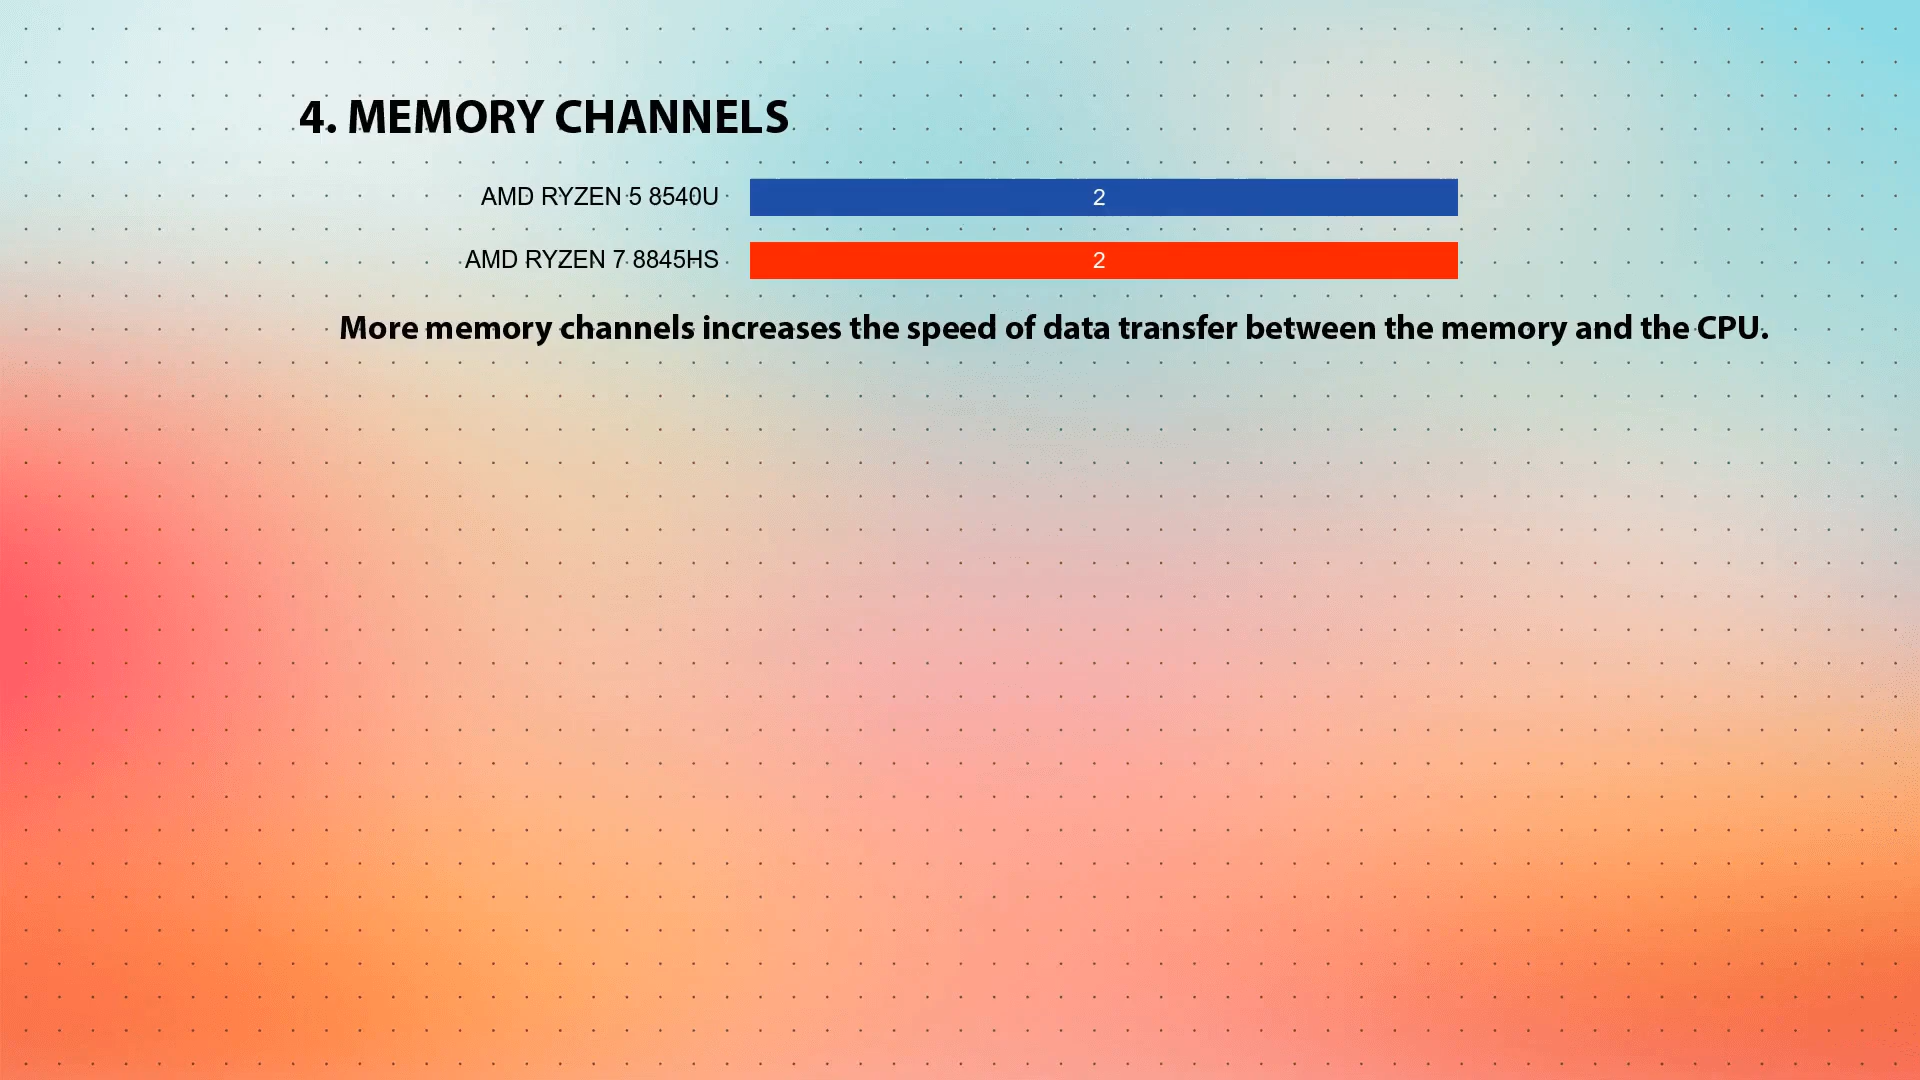 4. MEMORY CHANNELS
AMD RYZEN 5 8540U 2
AMD RYZEN 7 8845HS 2
More memory channels increases the speed of data transfer between the memory and the CPU.